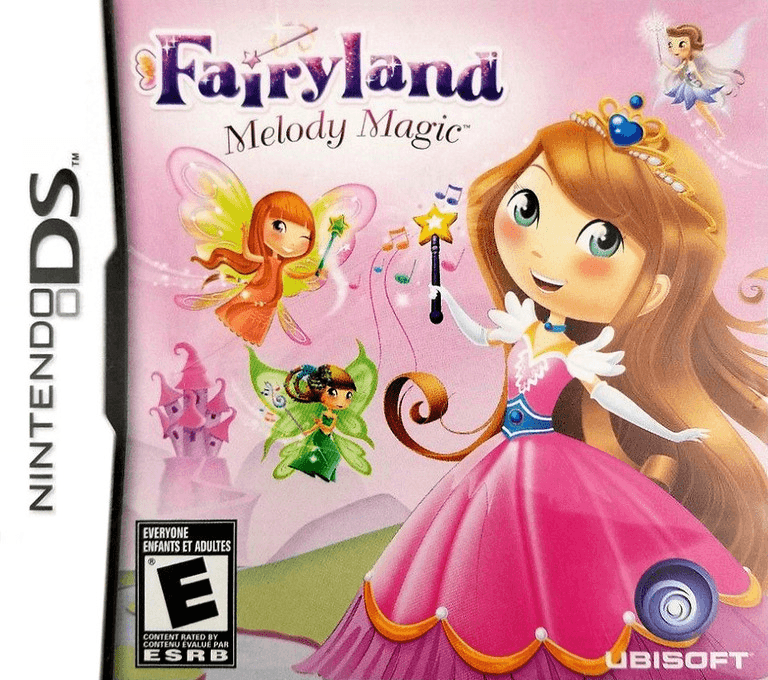 NINTENDO DS™
Fairyland
Melody Magic™
EVERYONE
ENFANTS ET ADULTES
E
®
CONTENT RATED BY
CONTENU ÉVALUÉ PAR
ESRB
UBISOFT